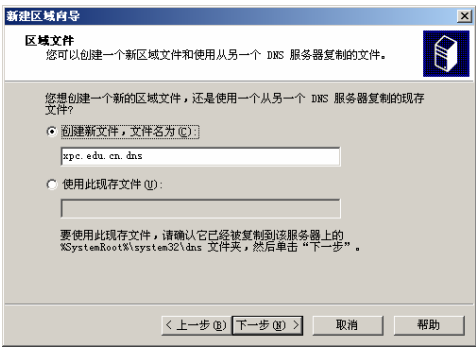 新建区域向导
区域文件
您可以创建一个新区域文件和使用从另一个 DNS 服务器复制的文件。
您想创建一个新的区域文件，还是使用一个从另一个 DNS 服务器复制的现存
文件?
创建新文件，文件名为(C):
xpc.edu.cn.dns
使用此现存文件(U):
要使用此现存文件，请确认它已经被复制到该服务器上的
%SystemRoot%\system32\dns 文件夹，然后单击“下一步”。
< 上一步(B) 下一步(N) > 取消 帮助